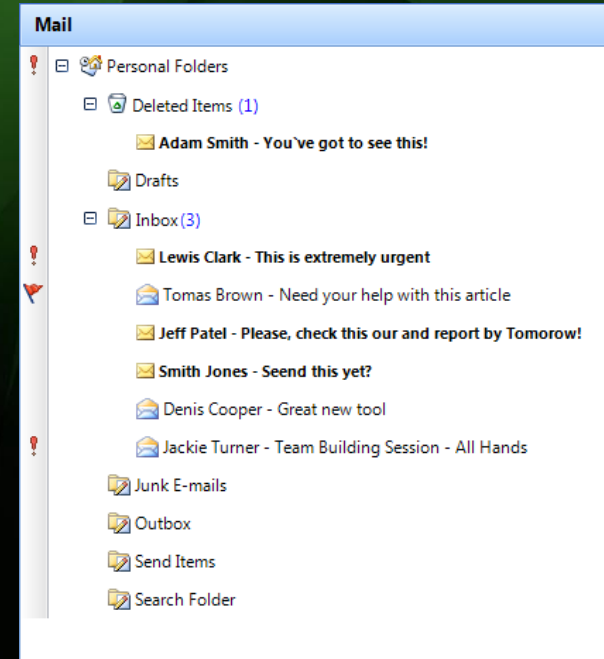 Mail
Personal Folders
Deleted Items (1)
Adam Smith - You`ve got to see this!
Drafts
Inbox(3)
Lewis Clark - This is extremely urgent
Tomas Brown - Need your help with this article
Jeff Patel - Please, check this our and report by Tomorow!
Smith Jones - Seend this yet?
Denis Cooper - Great new tool
Jackie Turner - Team Building Session - All Hands
Junk E-mails
Outbox
Send Items
Search Folder